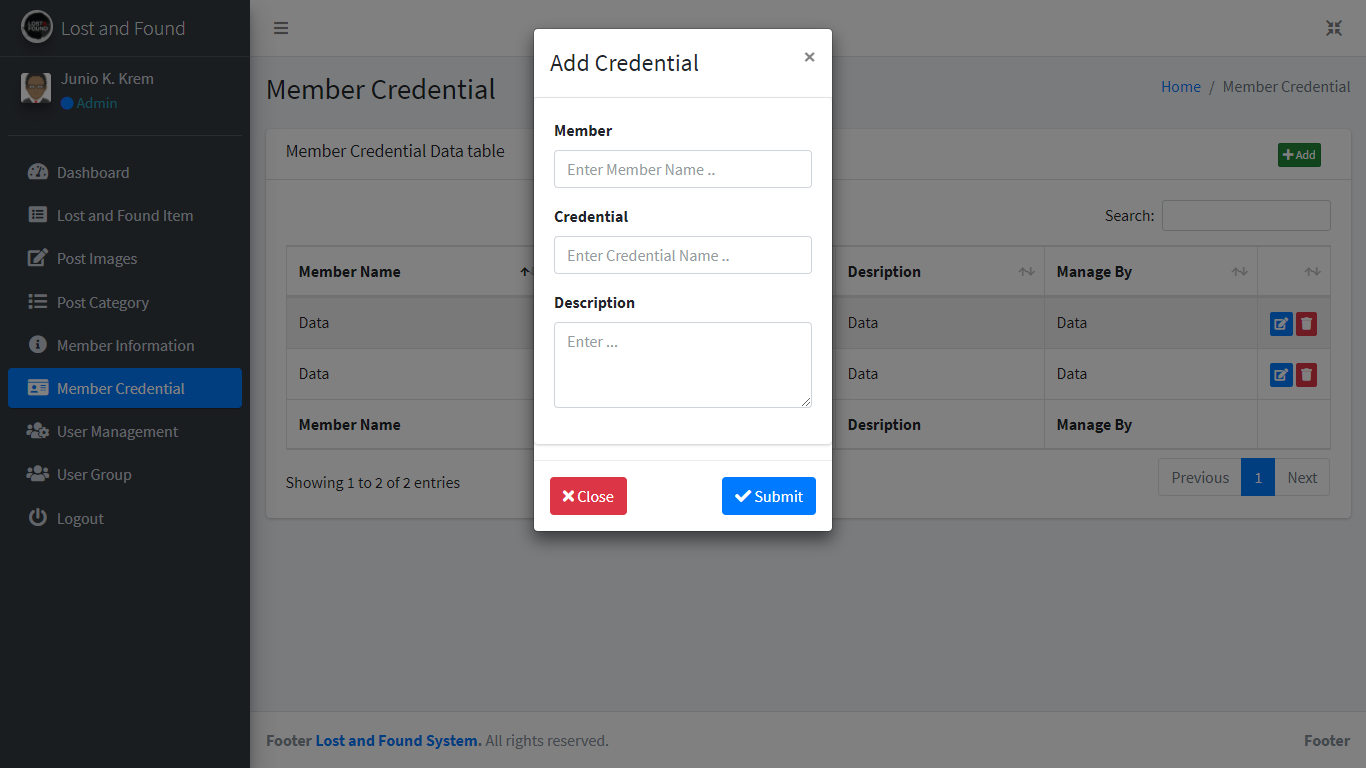 Lost and Found
Junio K. Krem
Admin
Dashboard
Lost and Found Item
Post Images
Post Category
Member Information
Member Credential
User Management
User Group
Logout
Member Credential
Home / Member Credential
Member Credential Data table
Add
Search:
Member Name Desription Manage By
Data Data Data
Data Data Data
Member Name Desription Manage By
Showing 1 to 2 of 2 entries
Previous 1 Next
Add Credential ×
Member
Enter Member Name ..
Credential
Enter Credential Name ..
Description
Enter ...
Close Submit
Footer Lost and Found System. All rights reserved. Footer